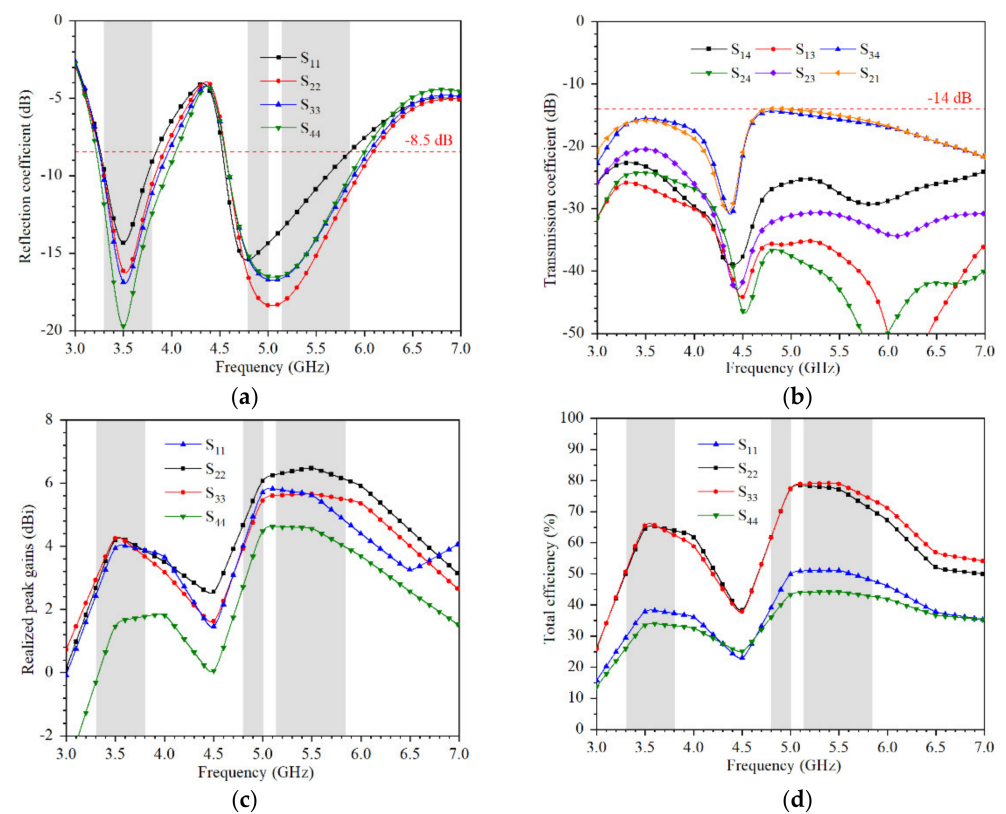 0
-5
-10
-15
-20
Reflection coefficient (dB)
S11
S22
S33
S44
-8.5 dB
3.0 3.5 4.0 4.5 5.0 5.5 6.0 6.5 7.0
Frequency (GHz)
(a)
0
-10
-20
-30
-40
-50
Transmission coefficient (dB)
S14 S13 S34
S24 S23 S21
-14 dB
3.0 3.5 4.0 4.5 5.0 5.5 6.0 6.5 7.0
Frequency (GHz)
(b)
8
6
4
2
0
-2
Realized peak gains (dBi)
S11
S22
S33
S44
3.0 3.5 4.0 4.5 5.0 5.5 6.0 6.5 7.0
Frequency (GHz)
(c)
100
90
80
70
60
50
40
30
20
10
0
Total efficiency (%)
S11
S22
S33
S44
3.0 3.5 4.0 4.5 5.0 5.5 6.0 6.5 7.0
Frequency (GHz)
(d)